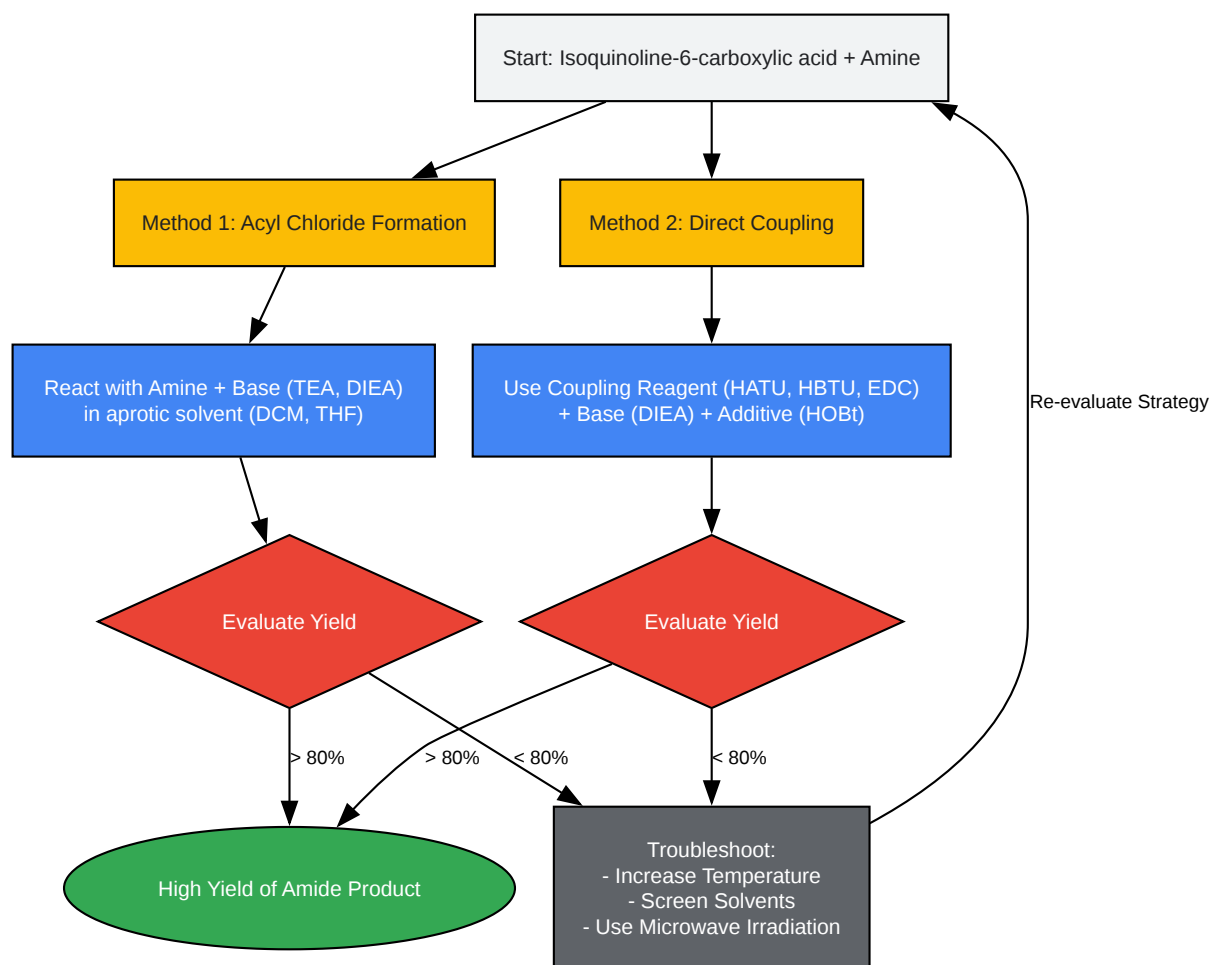 Start: Isoquinoline-6-carboxylic acid + Amine
Method 1: Acyl Chloride Formation
Method 2: Direct Coupling
React with Amine + Base (TEA, DIEA)
in aprotic solvent (DCM, THF)
Use Coupling Reagent (HATU, HBTU, EDC)
+ Base (DIEA) + Additive (HOBt)
Re-evaluate Strategy
Evaluate Yield
Evaluate Yield
> 80%
> 80%
< 80%
< 80%
High Yield of Amide Product
Troubleshoot:
- Increase Temperature
- Screen Solvents
- Use Microwave Irradiation